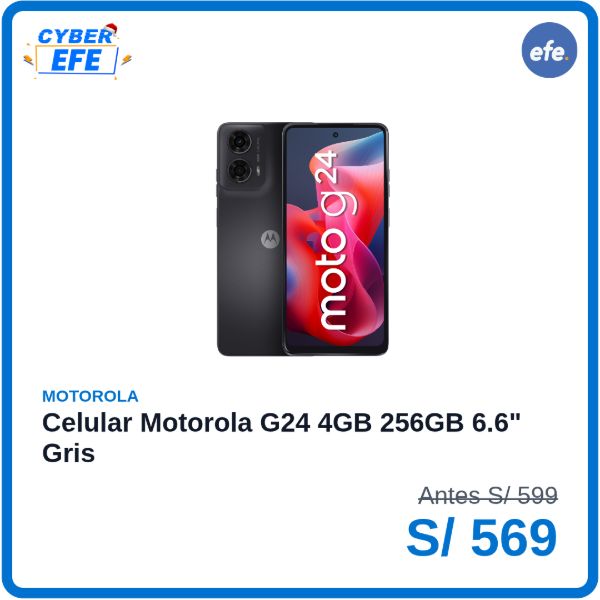 CYBER
EFE
efe.
moto g24
MOTOROLA
Celular Motorola G24 4GB 256GB 6.6"
Gris
Antes S/ 599
S/ 569